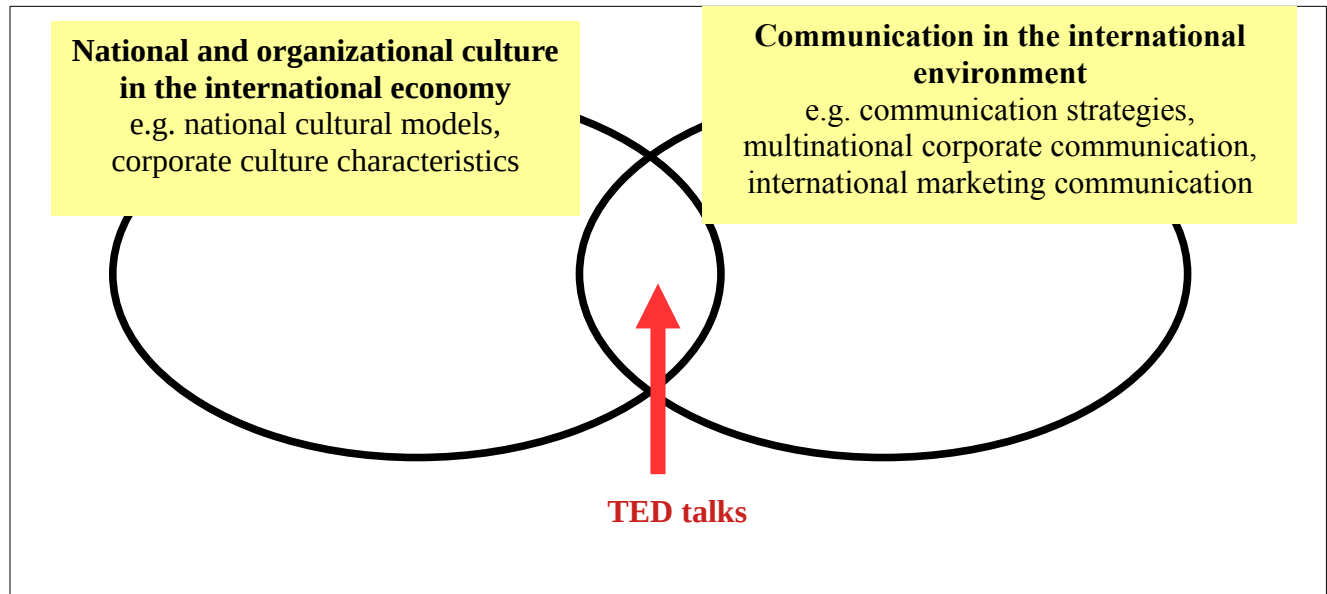 National and organizational culture
in the international economy
e.g. national cultural models,
corporate culture characteristics
Communication in the international
environment
e.g. communication strategies,
multinational corporate communication,
international marketing communication
TED talks